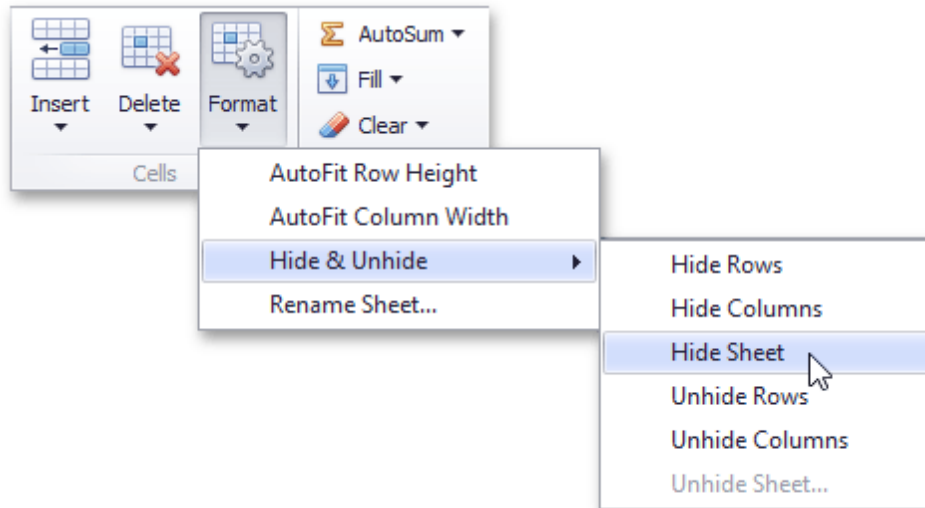 AutoSum
Fill
Insert Delete Format
Clear
Cells
AutoFit Row Height
AutoFit Column Width
Hide & Unhide
Rename Sheet...
Hide Rows
Hide Columns
Hide Sheet
Unhide Rows
Unhide Columns
Unhide Sheet...